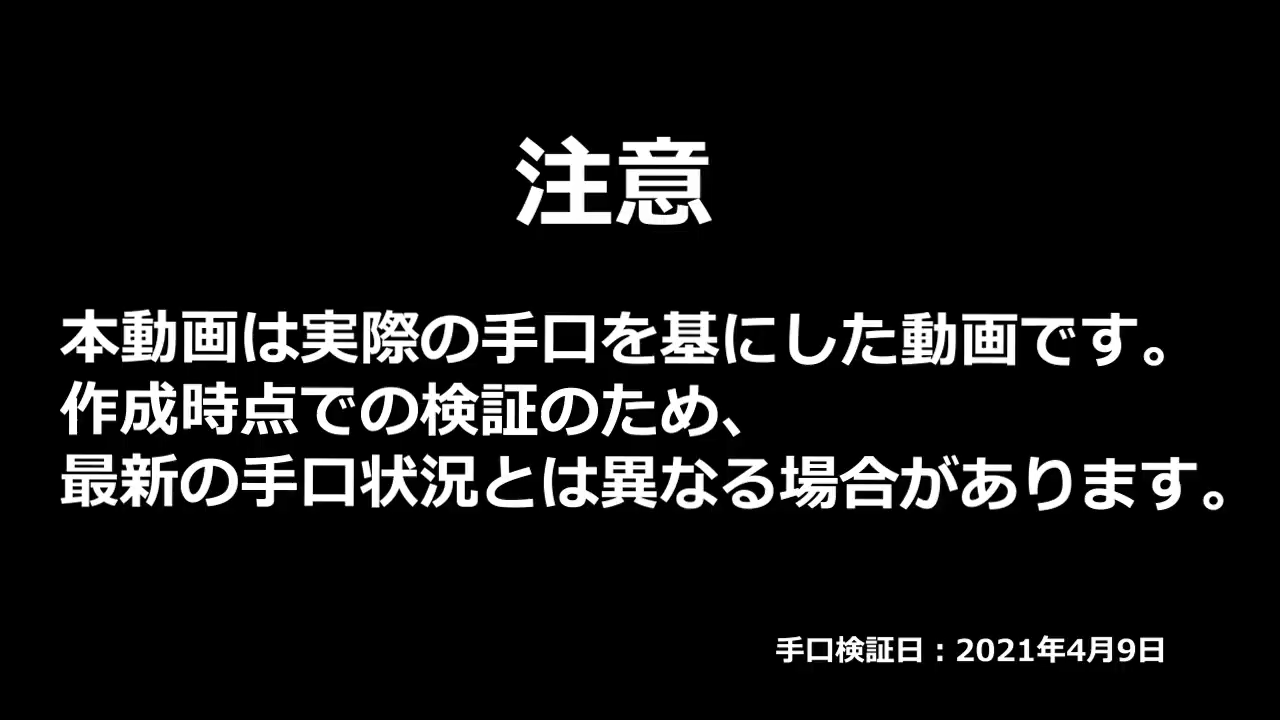 注意
本動画は実際の手口を基にした動画です。
作成時点での検証のため、
最新の手口状況とは異なる場合があります。
手口検証日：2021年4月9日